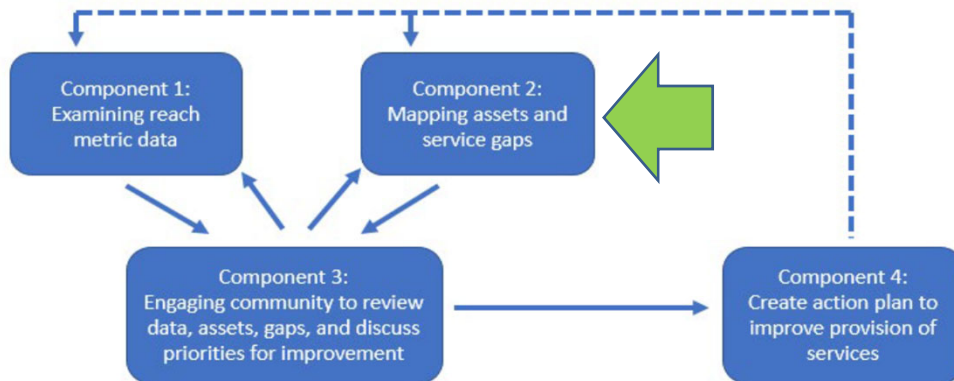 Component 1:
Examining reach
metric data
Component 2:
Mapping assets and
service gaps
Component 3:
Engaging community to review
data, assets, gaps, and discuss
priorities for improvement
Component 4:
Create action plan to
improve provision of
services